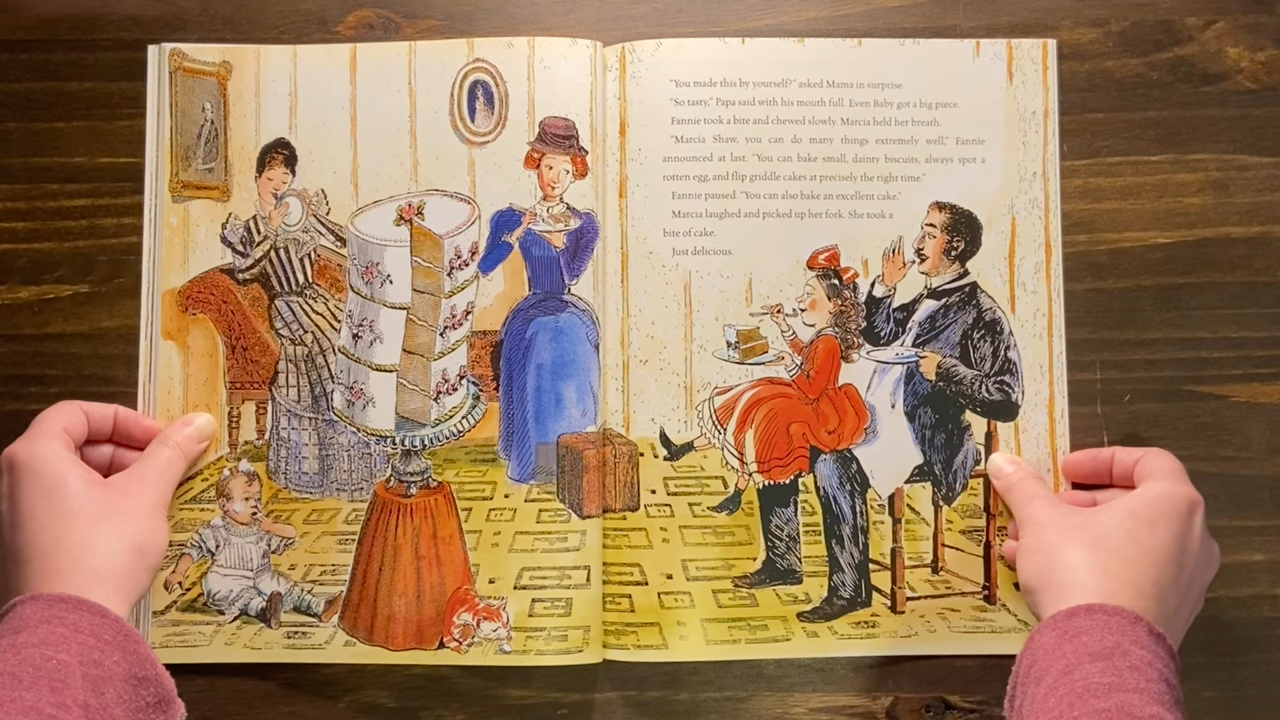 “You made this by yourself?” asked Mama in surprise.
“So tasty,” Papa said with his mouth full. Even Baby got a big piece.
Fannie took a bite and chewed slowly. Marcia held her breath.
“Marcia Shaw, you can do many things extremely well,” Fannie
announced at last. “You can bake small, dainty biscuits, always spot a
rotten egg, and flip griddle cakes at precisely the right time.”
Fannie paused. “You can also bake an excellent cake.”
Marcia laughed and picked up her fork. She took a
bite of cake.
Just delicious.